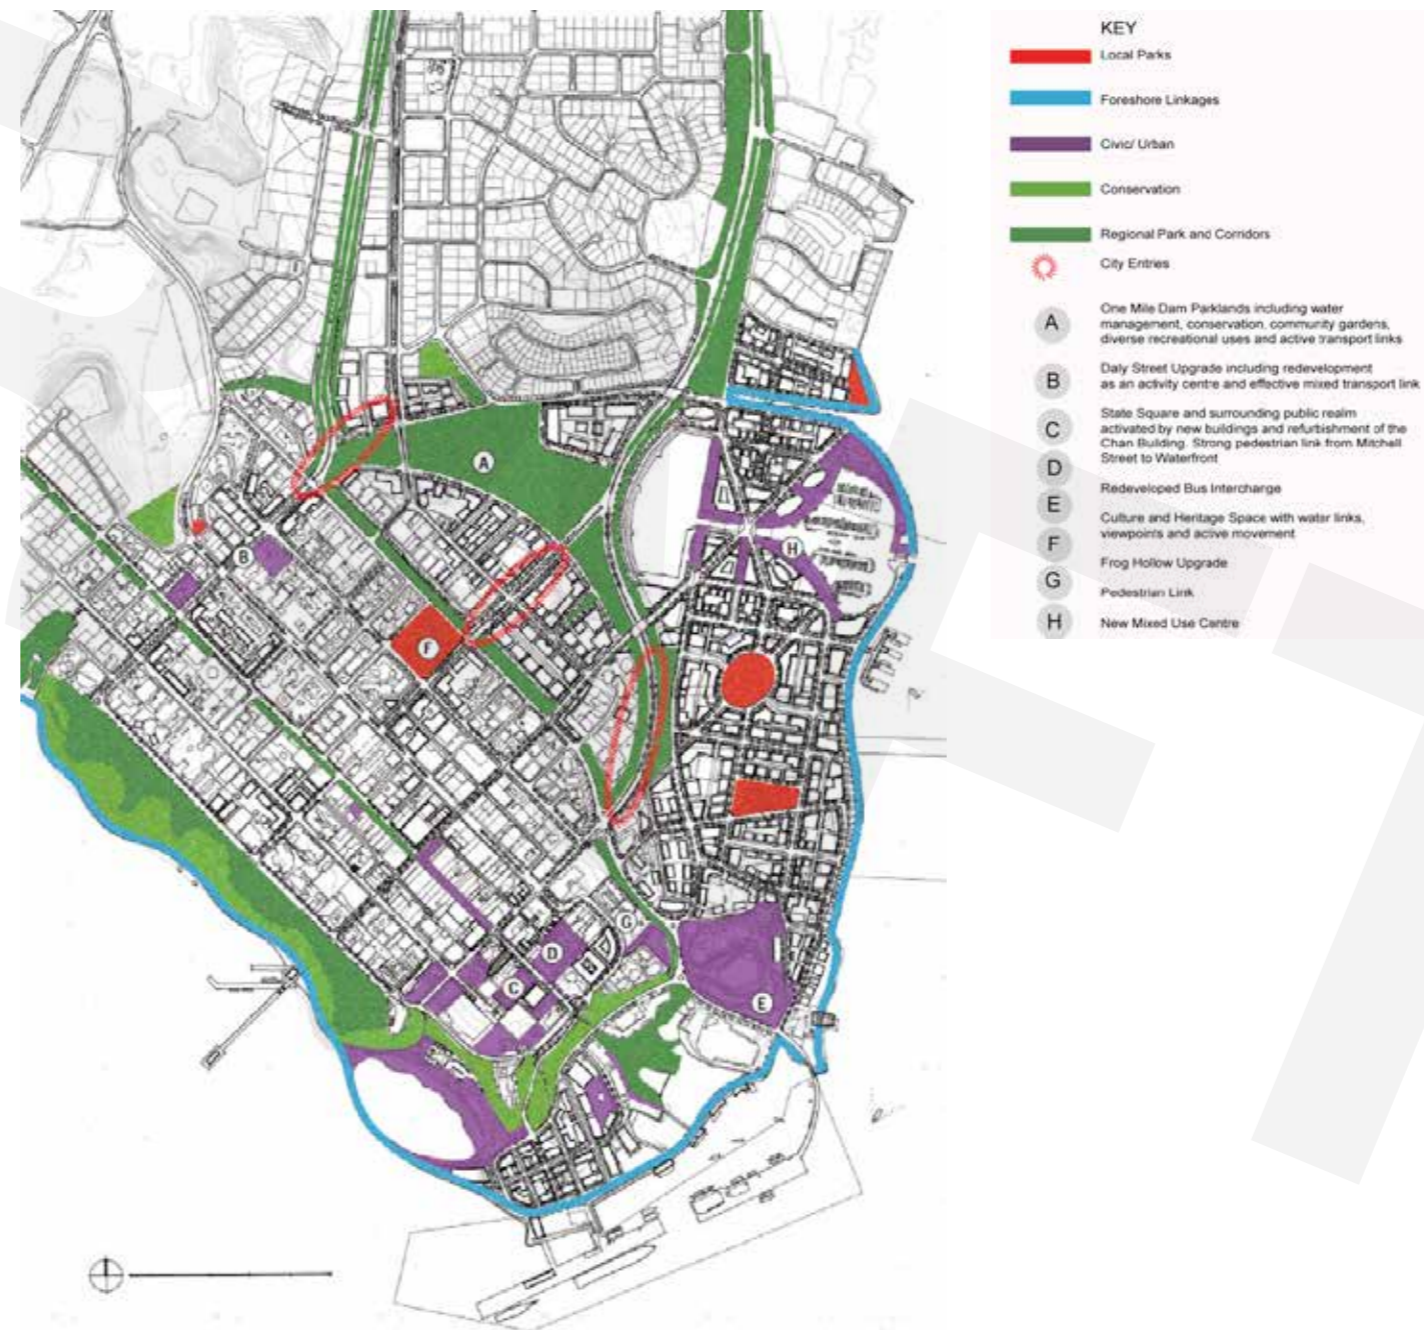 KEY
Local Parks
Foreshore Linkages
Civic/ Urban
Conservation
Regional Park and Corridors
City Entries
A
One Mile Dam Parklands including water
management, conservation, community gardens,
diverse recreational uses and active transport links
B
Daly Street Upgrade including redevelopment
as an activity centre and effective mixed transport link
C
State Square and surrounding public realm
activated by new buildings and refurbishment of the
Chan Building. Strong pedestrian link from Mitchell
Street to Waterfront
D
Redeveloped Bus Interchange
E
Culture and Heritage Space with water links,
viewpoints and active movement
F
Frog Hollow Upgrade
G
Pedestrian Link
H
New Mixed Use Centre
A
B
H
F
G
D
C
E